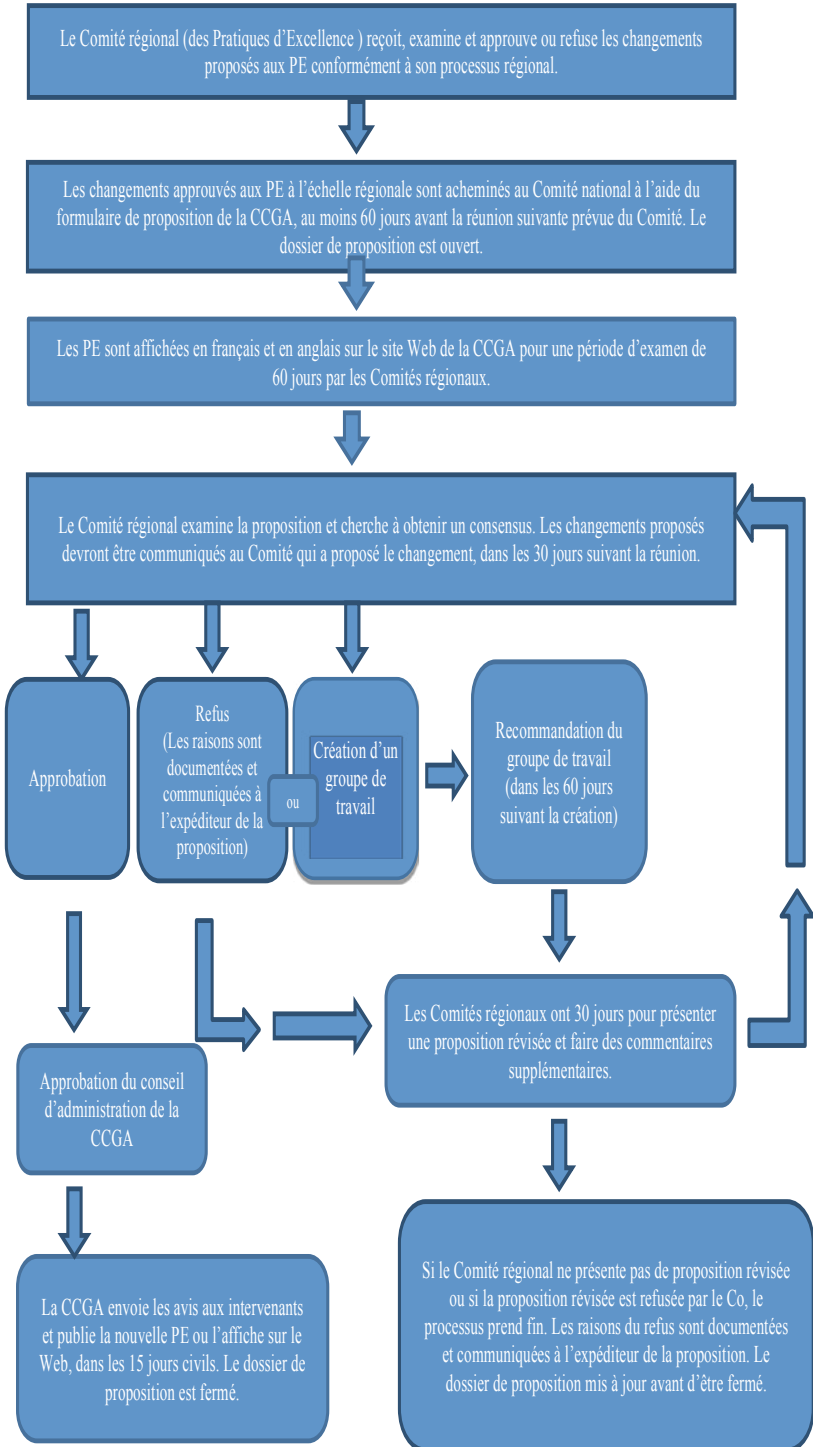 Le Comité régional (des Pratiques d’Excellence ) reçoit, examine et approuve ou refuse les changements
proposés aux PE conformément à son processus régional.
Les changements approuvés aux PE à l’échelle régionale sont acheminés au Comité national à l’aide du
formulaire de proposition de la CCGA, au moins 60 jours avant la réunion suivante prévue du Comité. Le
dossier de proposition est ouvert.
Les PE sont affichées en français et en anglais sur le site Web de la CCGA pour une période d’examen de
60 jours par les Comités régionaux.
Le Comité régional examine la proposition et cherche à obtenir un consensus. Les changements proposés
devront être communiqués au Comité qui a proposé le changement, dans les 30 jours suivant la réunion.
Approbation
Refus
(Les raisons sont
documentées et
communiquées à
l’expéditeur de la
proposition)
ou
Création d’un
groupe de
travail
Recommandation du
groupe de travail
(dans les 60 jours
suivant la création)
Les Comités régionaux ont 30 jours pour présenter
une proposition révisée et faire des commentaires
supplémentaires.
Approbation du conseil
d’administration de la
CCGA
La CCGA envoie les avis aux intervenants
et publie la nouvelle PE ou l’affiche sur le
Web, dans les 15 jours civils. Le dossier de
proposition est fermé.
Si le Comité régional ne présente pas de proposition révisée
ou si la proposition révisée est refusée par le Co, le
processus prend fin. Les raisons du refus sont documentées
et communiquées à l’expéditeur de la proposition. Le
dossier de proposition mis à jour avant d’être fermé.